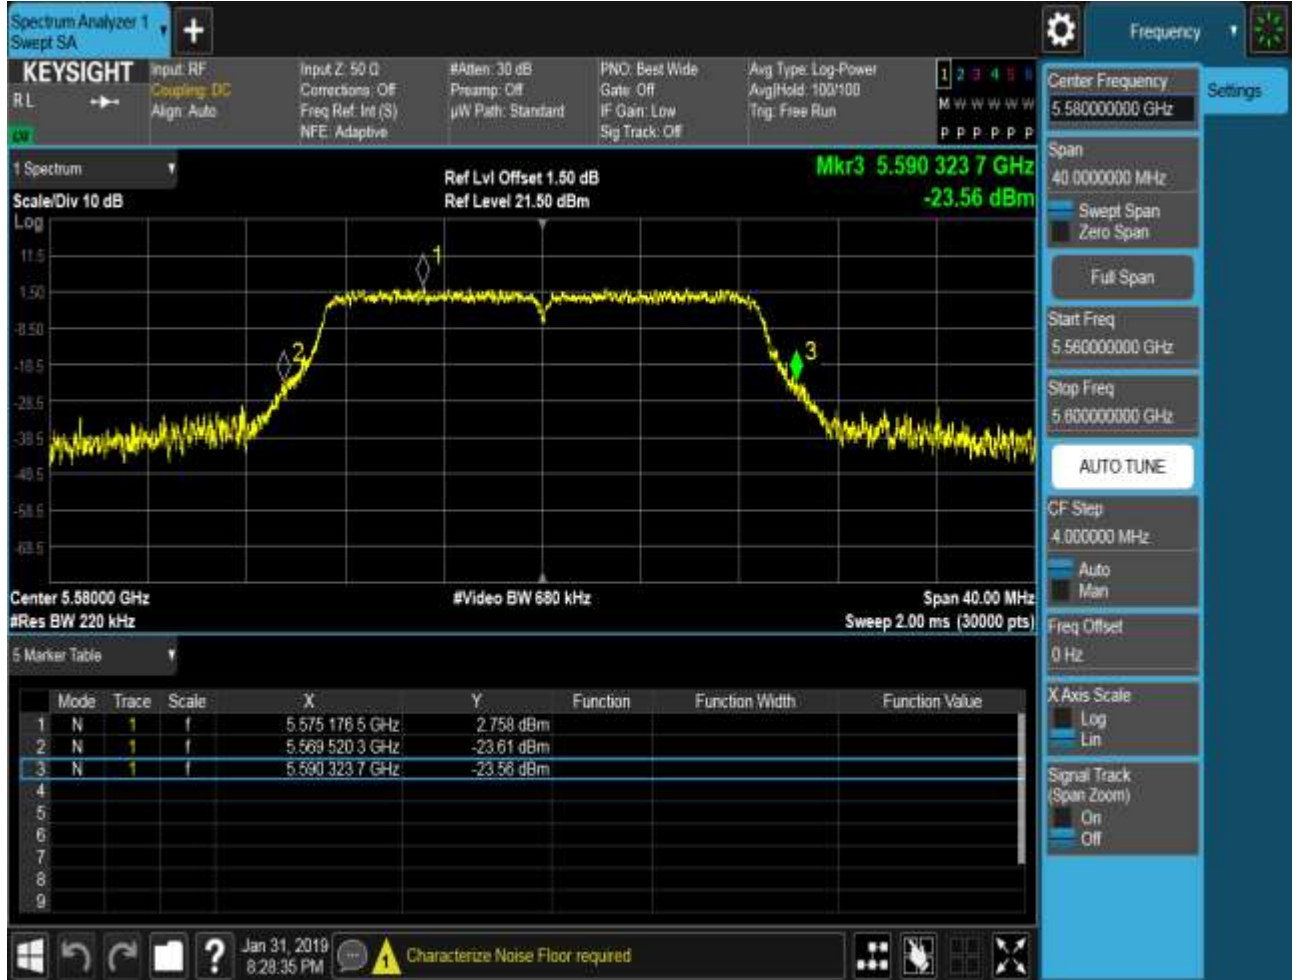 Spectrum Analyzer 1
Swept SA
Frequency
KEYSIGHT
RL
Input: RF
Coupling: DC
Align: Auto
Input Z: 50 Ω
Corrections: Off
Freq Ref: Int (S)
NFE: Adaptive
#Atten: 30 dB
Preamp: Off
µW Path: Standard
PNO: Best Wide
Gate: Off
IF Gain: Low
Sig Track: Off
Avg Type: Log-Power
Avg|Hold: 100/100
Trig: Free Run
1 2 3 4 5 6
M W W W W W
P P P P P P
1 Spectrum
Scale/Div 10 dB
Ref Lvl Offset 1.50 dB
Ref Level 21.50 dBm
Mkr3 5.590 323 7 GHz
-23.56 dBm
Log
11.5
1.50
-8.50
-18.5
-28.5
-38.5
-48.5
-58.5
-68.5
1
2
3
Center 5.58000 GHz
#Video BW 680 kHz
Span 40.00 MHz
#Res BW 220 kHz
Sweep 2.00 ms (30000 pts)
5 Marker Table
Mode Trace Scale X Y Function Function Width Function Value
1 N 1 f 5.575 176 5 GHz 2.758 dBm
2 N 1 f 5.569 520 3 GHz -23.61 dBm
3 N 1 f 5.590 323 7 GHz -23.56 dBm
4
5
6
7
8
9
Center Frequency
5.580000000 GHz
Settings
Span
40.0000000 MHz
Swept Span
Zero Span
Full Span
Start Freq
5.560000000 GHz
Stop Freq
5.600000000 GHz
AUTO TUNE
CF Step
4.000000 MHz
Auto
Man
Freq Offset
0 Hz
X Axis Scale
Log
Lin
Signal Track
(Span Zoom)
On
Off
?
Jan 31, 2019
8:28:35 PM
1
Characterize Noise Floor required